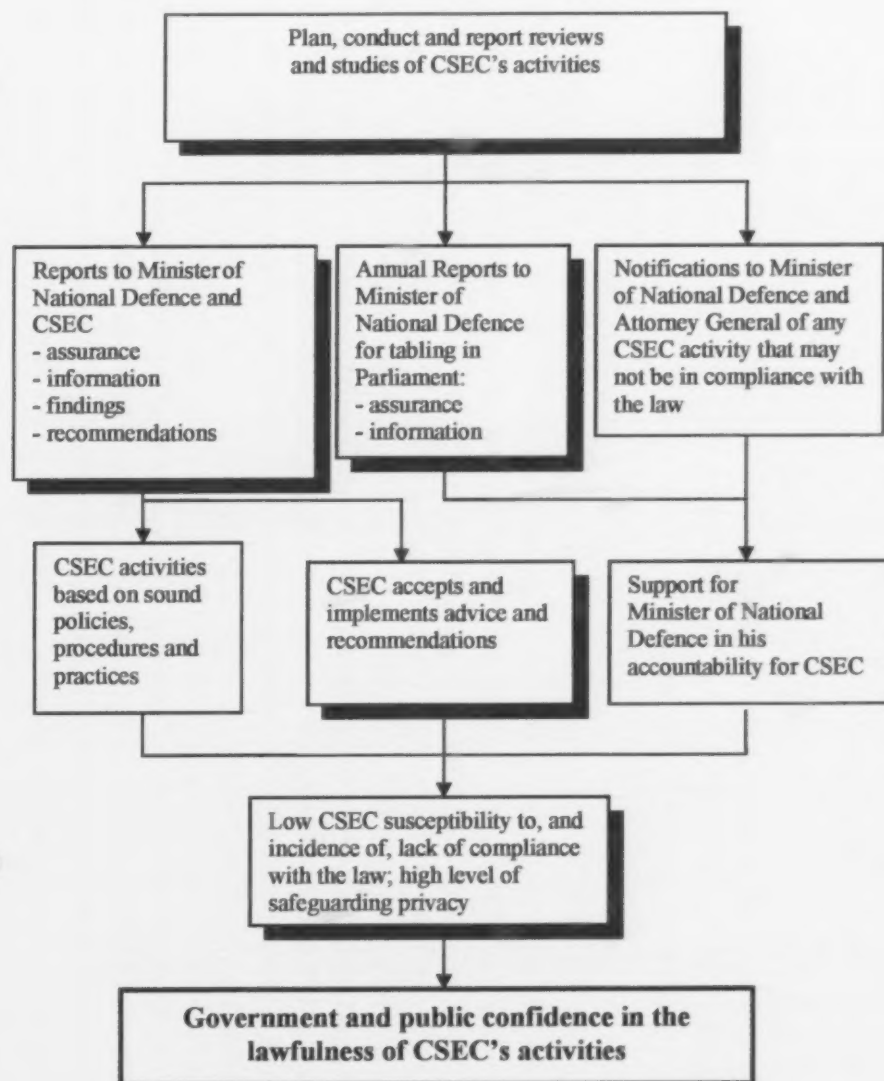 Plan, conduct and report reviews
and studies of CSEC's activities
Reports to Minister of
National Defence and
CSEC
- assurance
- information
- findings
- recommendations
Annual Reports to
Minister of
National Defence
for tabling in
Parliament:
- assurance
- information
Notifications to Minister
of National Defence and
Attorney General of any
CSEC activity that may
not be in compliance with
the law
CSEC activities
based on sound
policies,
procedures and
practices
CSEC accepts and
implements advice and
recommendations
Support for
Minister of National
Defence in his
accountability for CSEC
Low CSEC susceptibility to, and
incidence of, lack of compliance
with the law; high level of
safeguarding privacy
Government and public confidence in the
lawfulness of CSEC's activities